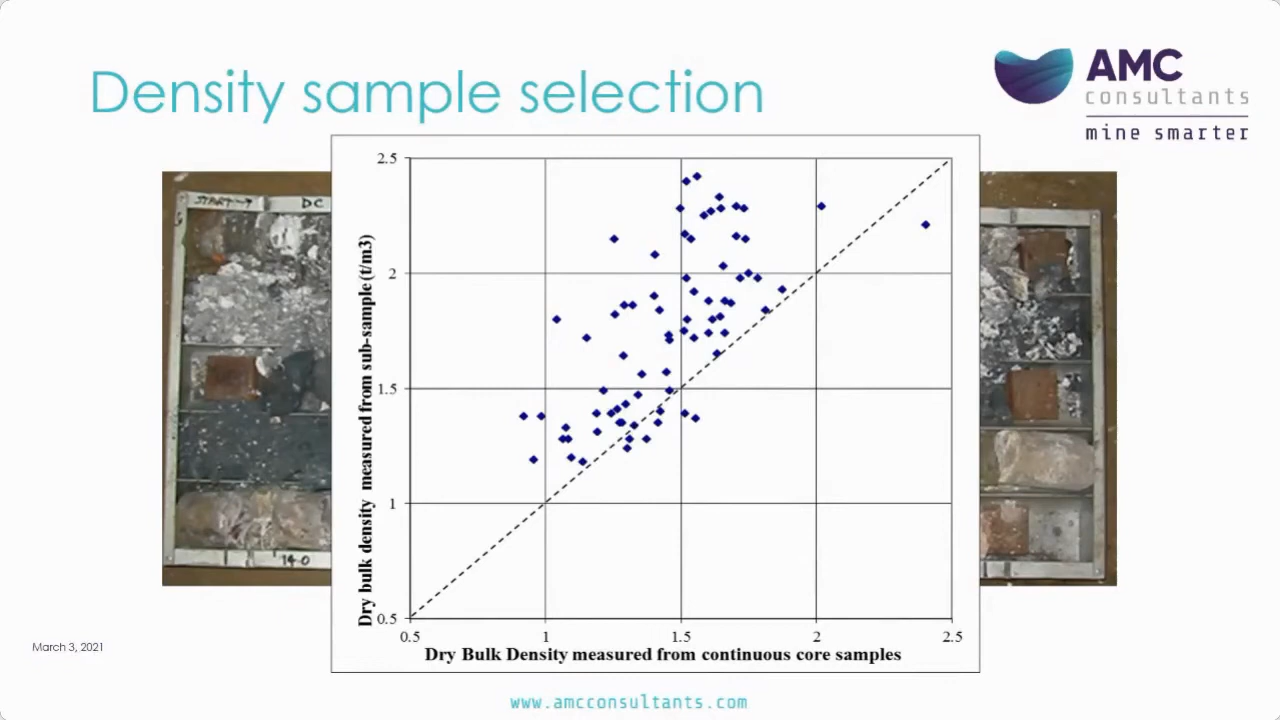 Density sample selection
AMC
consultants
mine smarter
START→
DC
2.5
2
1.5
1
0.5
Dry bulk density measured from sub-sample (t/m3)
0.5
1
1.5
2
2.5
Dry Bulk Density measured from continuous core samples
14.0
March 3, 2021
www.amcconsultants.com